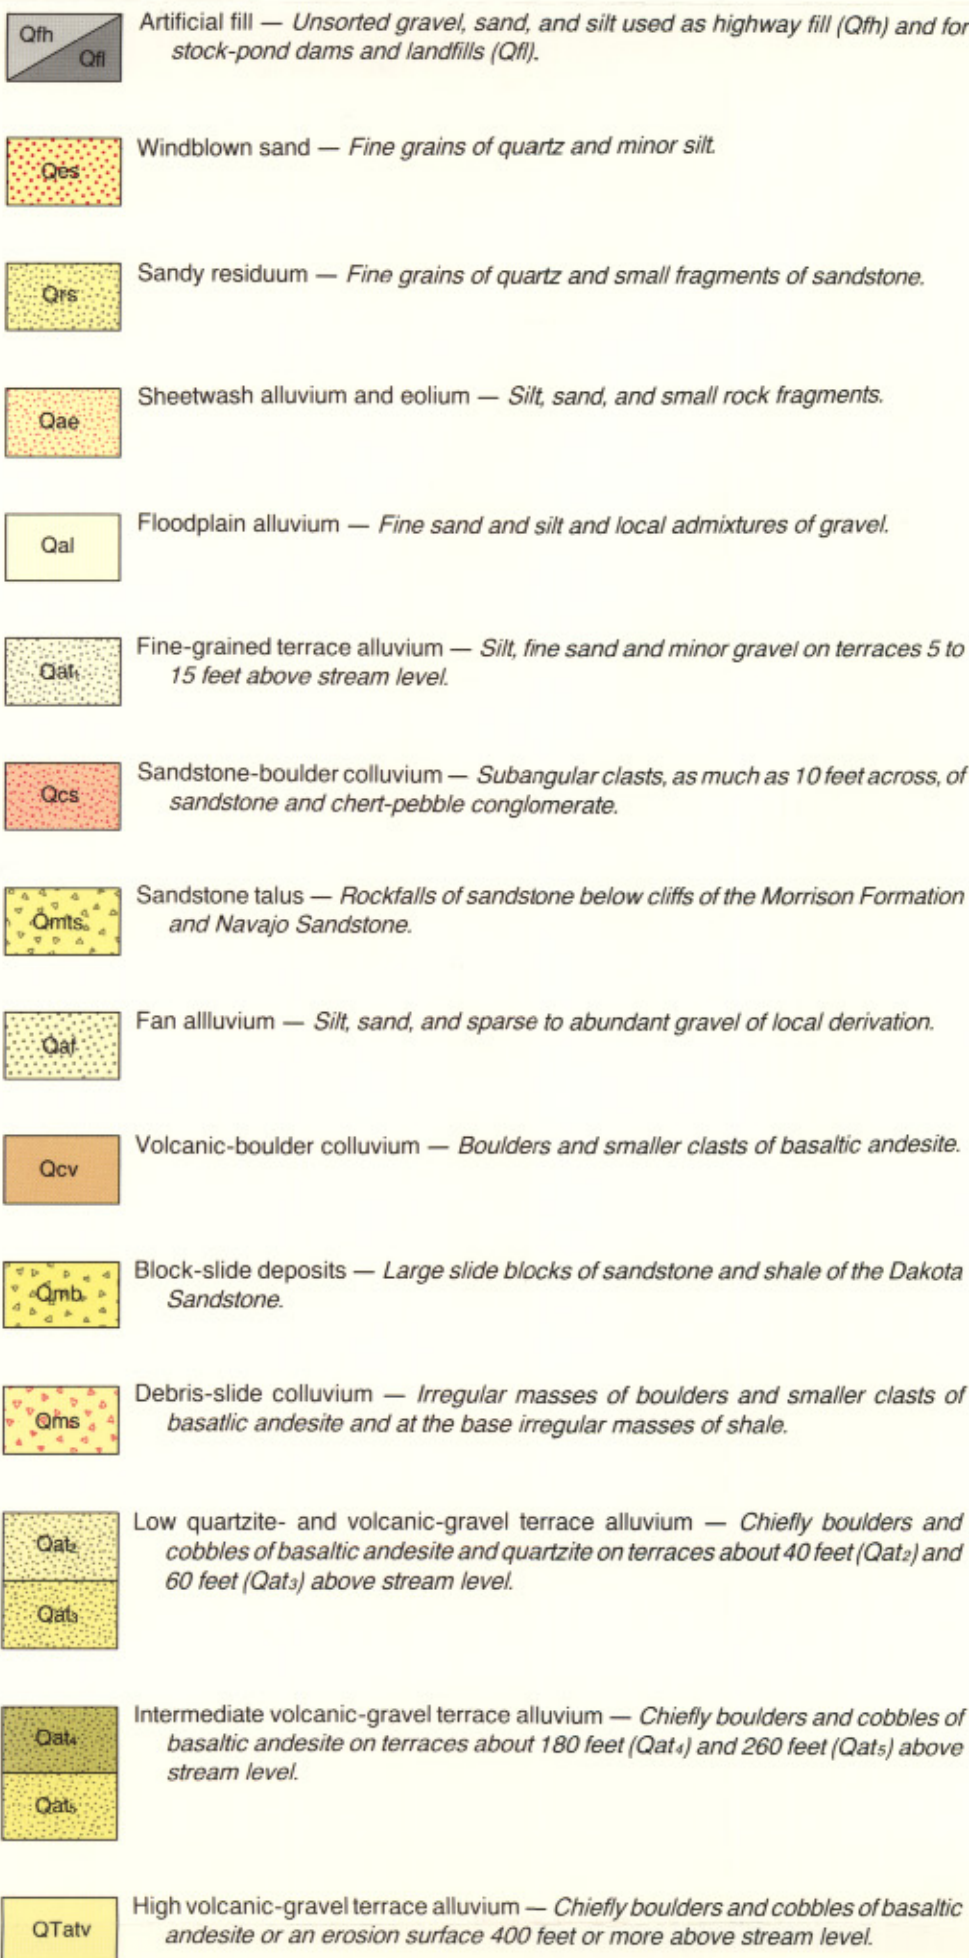 Qfh
Qfl
Artificial fill — Unsorted gravel, sand, and silt used as highway fill (Qfh) and for
stock-pond dams and landfills (Qfl).
Qes
Windblown sand — Fine grains of quartz and minor silt.
Qrs
Sandy residuum — Fine grains of quartz and small fragments of sandstone.
Qae
Sheetwash alluvium and eolium — Silt, sand, and small rock fragments.
Qal
Floodplain alluvium — Fine sand and silt and local admixtures of gravel.
Qat₁
Fine-grained terrace alluvium — Silt, fine sand and minor gravel on terraces 5 to
15 feet above stream level.
Qcs
Sandstone-boulder colluvium — Subangular clasts, as much as 10 feet across, of
sandstone and chert-pebble conglomerate.
Qmts
Sandstone talus — Rockfalls of sandstone below cliffs of the Morrison Formation
and Navajo Sandstone.
Qaf
Fan allluvium — Silt, sand, and sparse to abundant gravel of local derivation.
Qcv
Volcanic-boulder colluvium — Boulders and smaller clasts of basaltic andesite.
Qmb
Block-slide deposits — Large slide blocks of sandstone and shale of the Dakota
Sandstone.
Qms
Debris-slide colluvium — Irregular masses of boulders and smaller clasts of
basatlic andesite and at the base irregular masses of shale.
Qat₂
Qat₃
Low quartzite- and volcanic-gravel terrace alluvium — Chiefly boulders and
cobbles of basaltic andesite and quartzite on terraces about 40 feet (Qat₂) and
60 feet (Qat₃) above stream level.
Qat₄
Qat₅
Intermediate volcanic-gravel terrace alluvium — Chiefly boulders and cobbles of
basaltic andesite on terraces about 180 feet (Qat₄) and 260 feet (Qat₅) above
stream level.
QTatv
High volcanic-gravel terrace alluvium — Chiefly boulders and cobbles of basaltic
andesite or an erosion surface 400 feet or more above stream level.